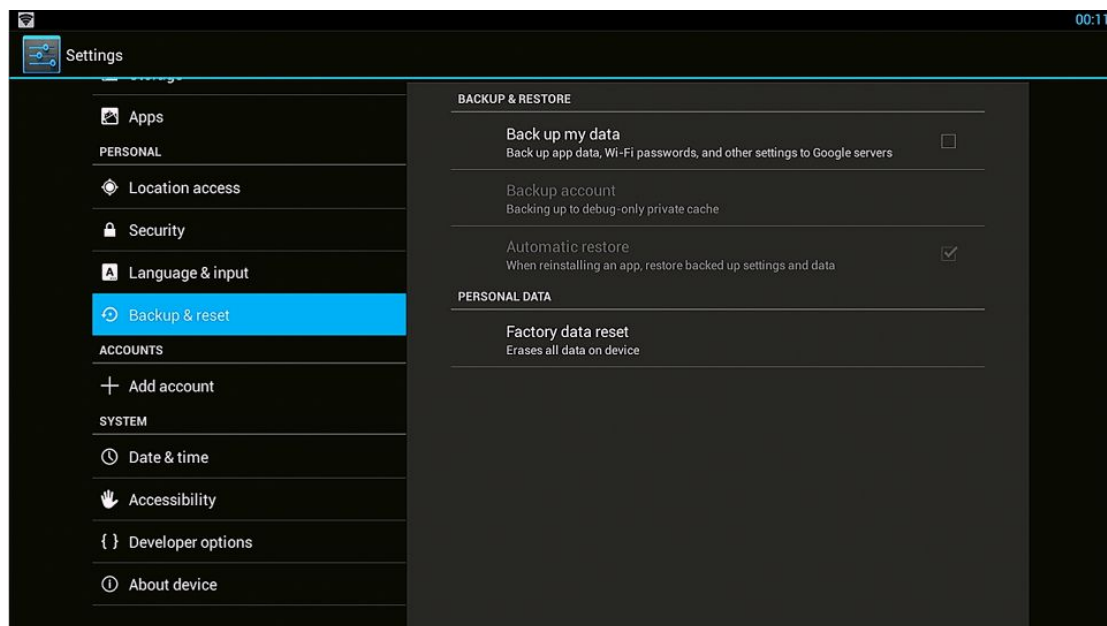 00:11
Settings
Apps
PERSONAL
Location access
Security
Language & input
Backup & reset
ACCOUNTS
Add account
SYSTEM
Date & time
Accessibility
Developer options
About device
BACKUP & RESTORE
Back up my data
Back up app data, Wi-Fi passwords, and other settings to Google servers
Backup account
Backing up to debug-only private cache
Automatic restore
When reinstalling an app, restore backed up settings and data
PERSONAL DATA
Factory data reset
Erases all data on device